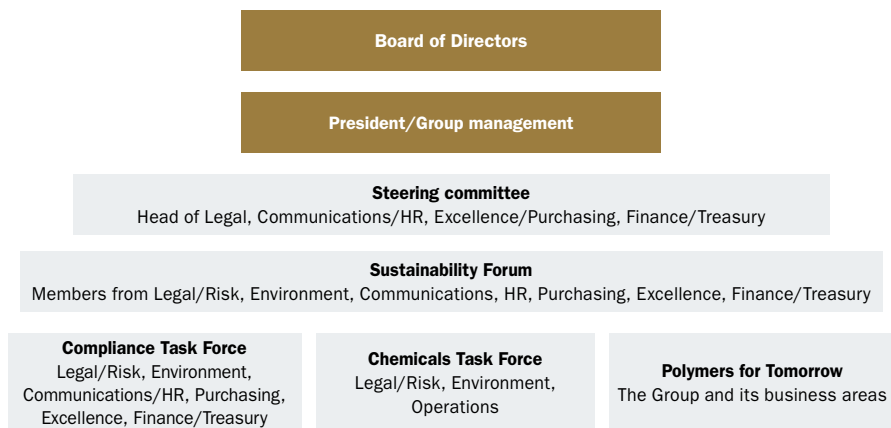 Board of Directors
President/Group management
Steering committee
Head of Legal, Communications/HR, Excellence/Purchasing, Finance/Treasury
Sustainability Forum
Members from Legal/Risk, Environment, Communications, HR, Purchasing, Excellence, Finance/Treasury
Compliance Task Force
Legal/Risk, Environment,
Communications/HR, Purchasing,
Excellence, Finance/Treasury
Chemicals Task Force
Legal/Risk, Environment,
Operations
Polymers for Tomorrow
The Group and its business areas